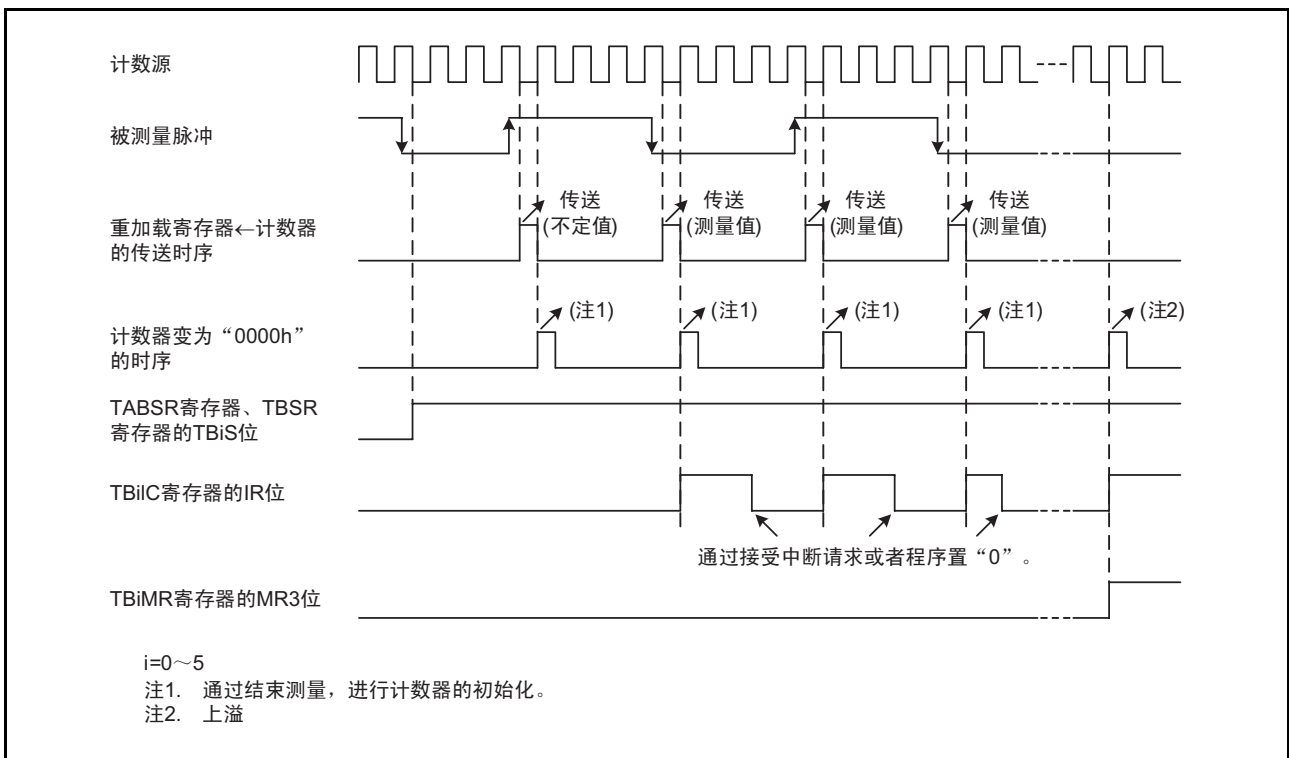 计数源
被测量脉冲
传送
(不定值)
传送
(测量值)
传送
(测量值)
传送
(测量值)
重加载寄存器←计数器
的传送时序
(注1)
(注1)
(注1)
(注1)
(注2)
计数器变为“0000h”
的时序
TABSR寄存器、TBSR
寄存器的TBiS位
TBiIC寄存器的IR位
通过接受中断请求或者程序置“0”。
TBiMR寄存器的MR3位
i=0～5
注1. 通过结束测量，进行计数器的初始化。
注2. 上溢